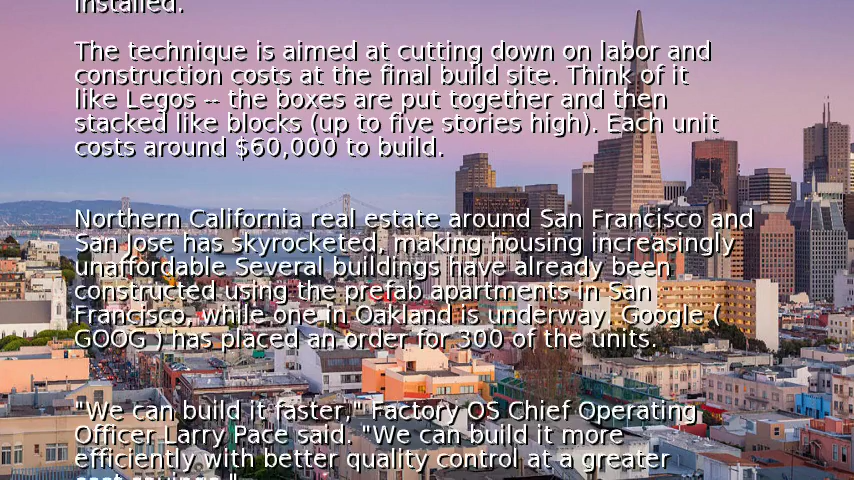 installed.
The technique is aimed at cutting down on labor and
construction costs at the final build site. Think of it
like Legos -- the boxes are put together and then
stacked like blocks (up to five stories high). Each unit
costs around $60,000 to build.
Northern California real estate around San Francisco and
San Jose has skyrocketed, making housing increasingly
unaffordable Several buildings have already been
constructed using the prefab apartments in San
Francisco, while one in Oakland is underway. Google (
GOOG ) has placed an order for 300 of the units.
"We can build it faster," Factory OS Chief Operating
Officer Larry Pace said. "We can build it more
efficiently with better quality control at a greater
cost savings."